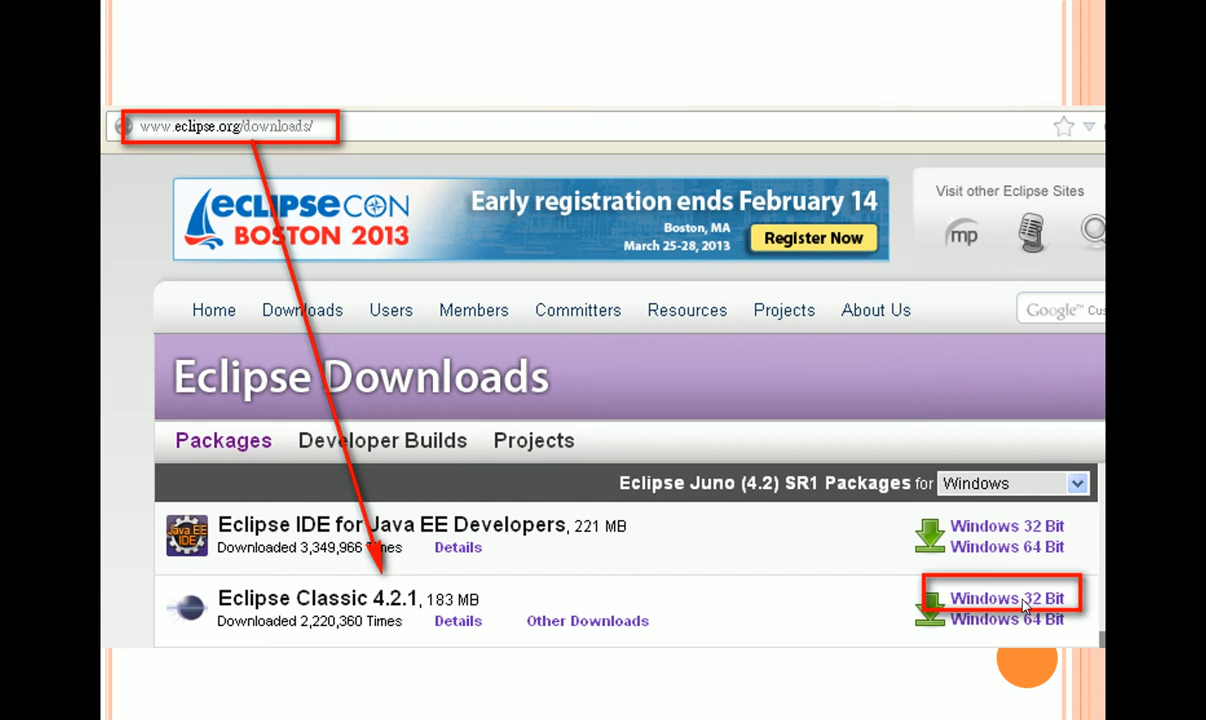 www.eclipse.org/downloads/
eclipsecon
BOSTON 2013
Early registration ends February 14
Boston, MA
March 25-28, 2013
Register Now
Visit other Eclipse Sites
mp
Home Downloads Users Members Committers Resources Projects About Us
Google™ Cus
Eclipse Downloads
Packages Developer Builds Projects
Eclipse Juno (4.2) SR1 Packages for Windows
Java EE
IDE
Eclipse IDE for Java EE Developers, 221 MB
Downloaded 3,349,966 Times Details
Windows 32 Bit
Windows 64 Bit
Eclipse Classic 4.2.1, 183 MB
Downloaded 2,220,360 Times Details Other Downloads
Windows 32 Bit
Windows 64 Bit